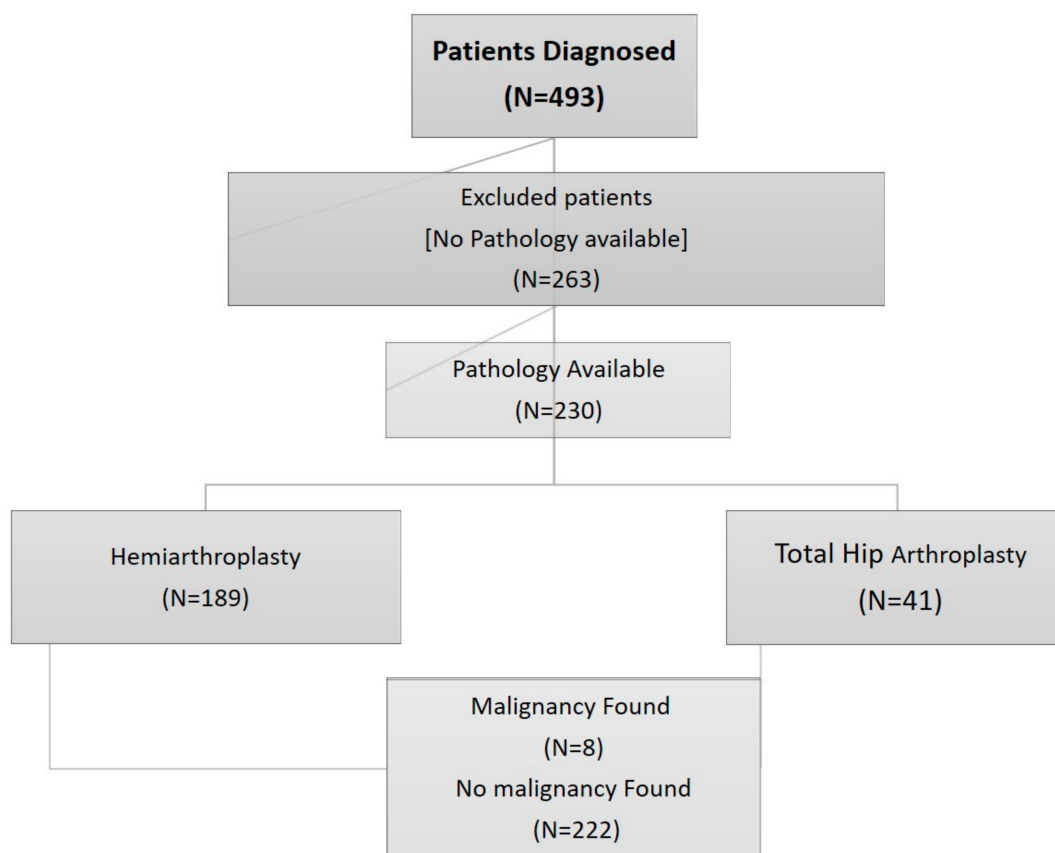 Patients Diagnosed
(N=493)
Excluded patients
[No Pathology available]
(N=263)
Pathology Available
(N=230)
Hemiarthroplasty
(N=189)
Total Hip Arthroplasty
(N=41)
Malignancy Found
(N=8)
No malignancy Found
(N=222)